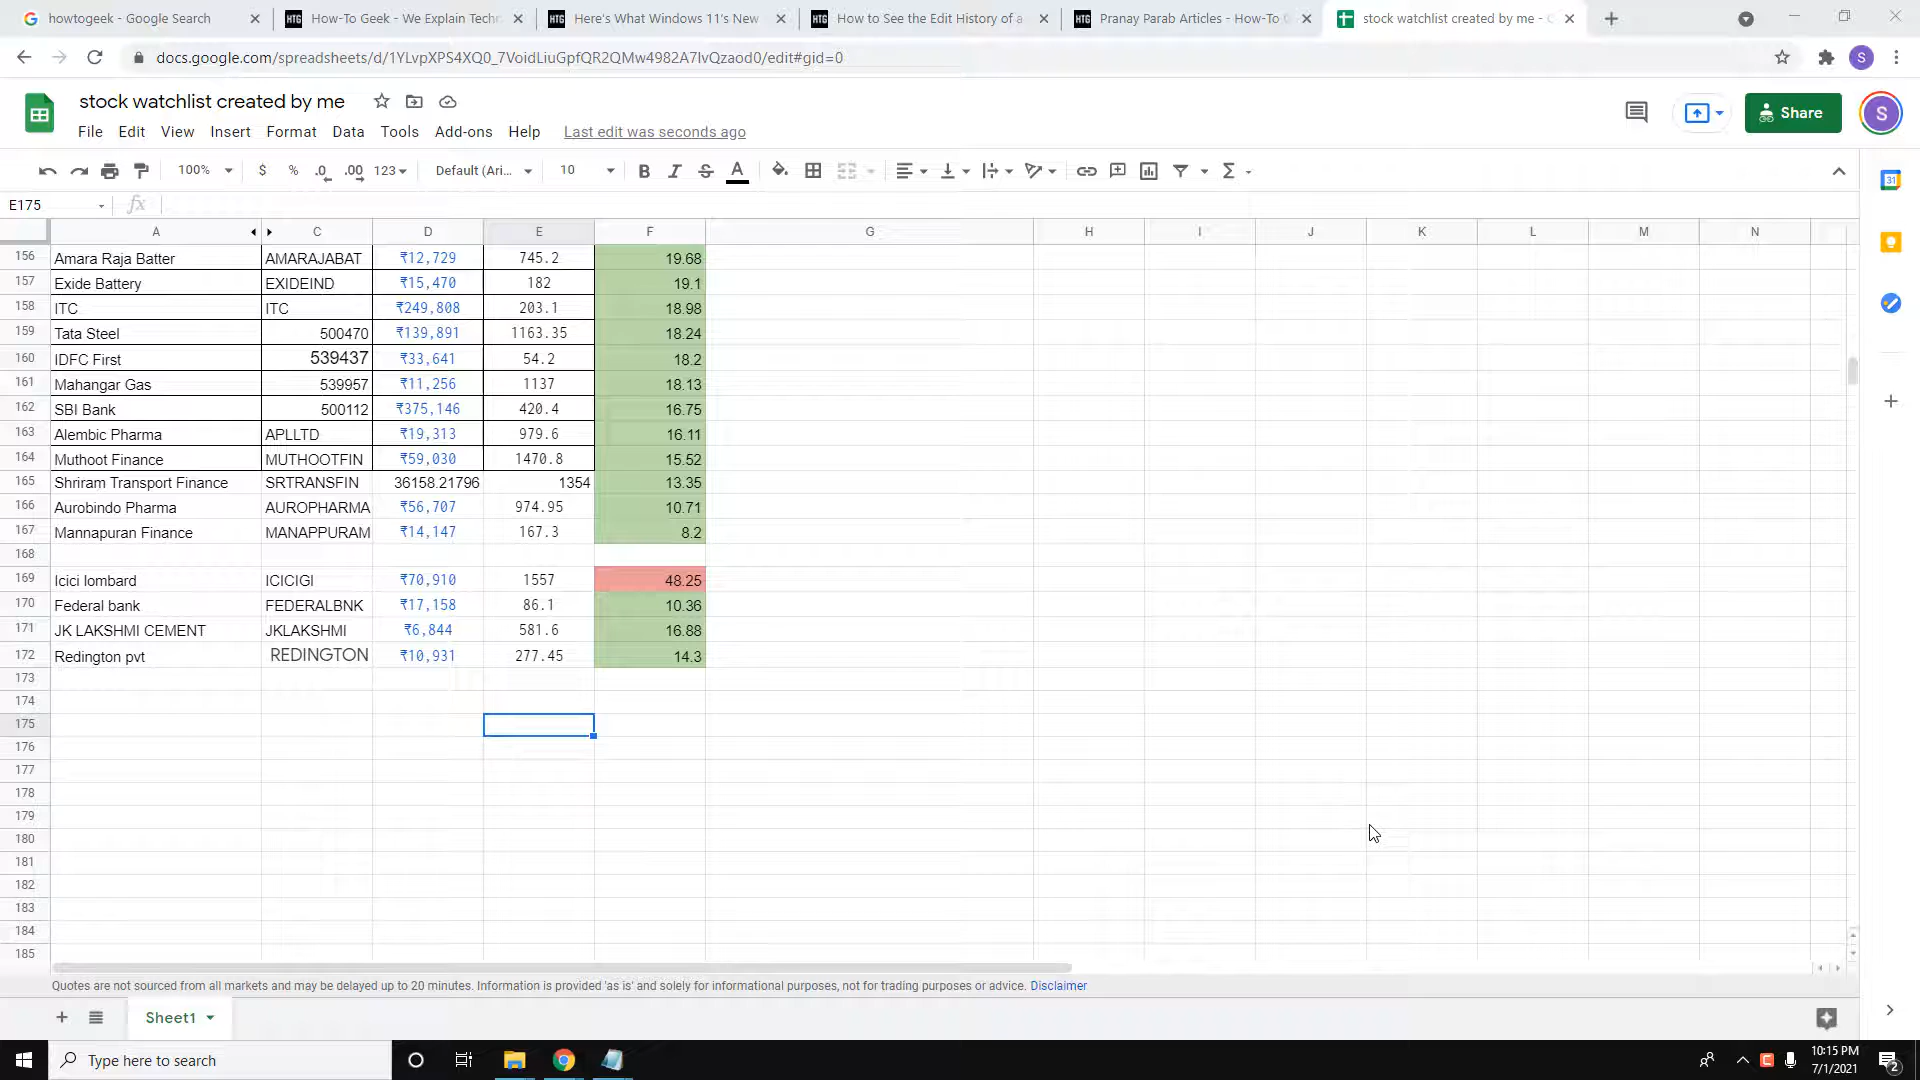 howtogeek - Google Search
How-To Geek - We Explain Techn
Here's What Windows 11's New
How to See the Edit History of a
Pranay Parab Articles - How-To G
stock watchlist created by me - G
docs.google.com/spreadsheets/d/1YLvpXPS4XQ0_7VoidLiuGpfQR2QMw4982A7lvQzaod0/edit#gid=0
S
stock watchlist created by me
Share
S
File Edit View Insert Format Data Tools Add-ons Help Last edit was seconds ago
100% $ % .0 .00 123 Default (Ari... 10 B I S A Σ
31
E175 fx
A C D E F G H I J K L M N
156 Amara Raja Batter AMARAJABAT ₹12,729 745.2 19.68
157 Exide Battery EXIDEIND ₹15,470 182 19.1
158 ITC ITC ₹249,808 203.1 18.98
159 Tata Steel 500470 ₹139,891 1163.35 18.24
160 IDFC First 539437 ₹33,641 54.2 18.2
161 Mahangar Gas 539957 ₹11,256 1137 18.13
162 SBI Bank 500112 ₹375,146 420.4 16.75
163 Alembic Pharma APLLTD ₹19,313 979.6 16.11
164 Muthoot Finance MUTHOOTFIN ₹59,030 1470.8 15.52
165 Shriram Transport Finance SRTRANSFIN 36158.21796 1354 13.35
166 Aurobindo Pharma AUROPHARMA ₹56,707 974.95 10.71
167 Mannapuran Finance MANAPPURAM ₹14,147 167.3 8.2
168
169 Icici lombard ICICIGI ₹70,910 1557 48.25
170 Federal bank FEDERALBNK ₹17,158 86.1 10.36
171 JK LAKSHMI CEMENT JKLAKSHMI ₹6,844 581.6 16.88
172 Redington pvt REDINGTON ₹10,931 277.45 14.3
173
174
175
176
177
178
179
180
181
182
183
184
185
Quotes are not sourced from all markets and may be delayed up to 20 minutes. Information is provided 'as is' and solely for informational purposes, not for trading purposes or advice. Disclaimer
Sheet1
Type here to search
10:15 PM
7/1/2021
2